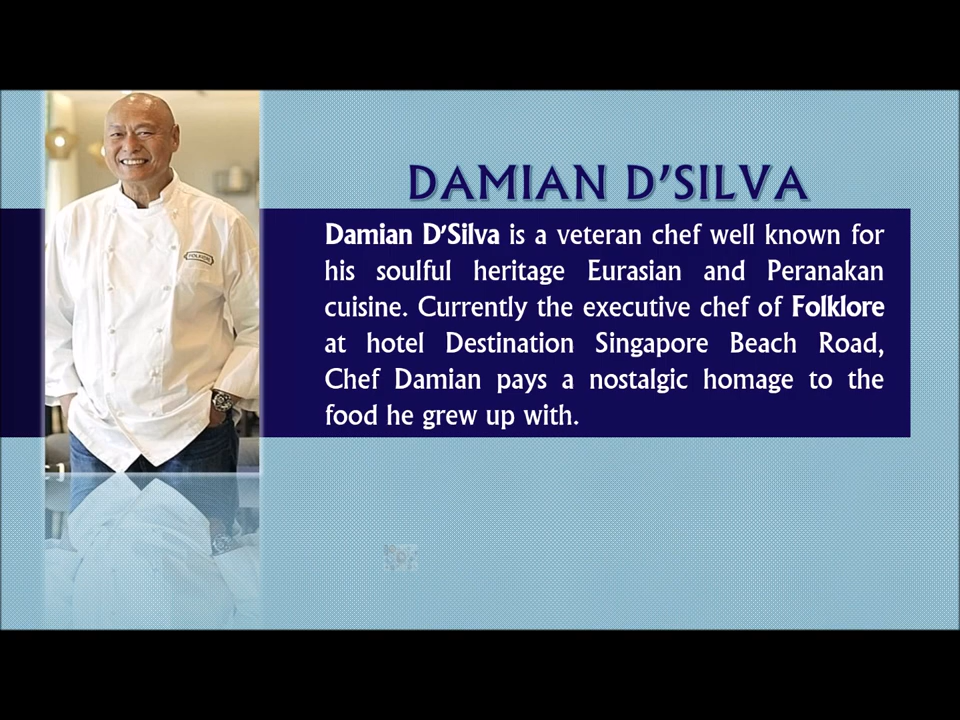 DAMIAN D'SILVA
Damian D'Silva is a veteran chef well known for
his soulful heritage Eurasian and Peranakan
cuisine. Currently the executive chef of Folklore
at hotel Destination Singapore Beach Road,
Chef Damian pays a nostalgic homage to the
food he grew up with.